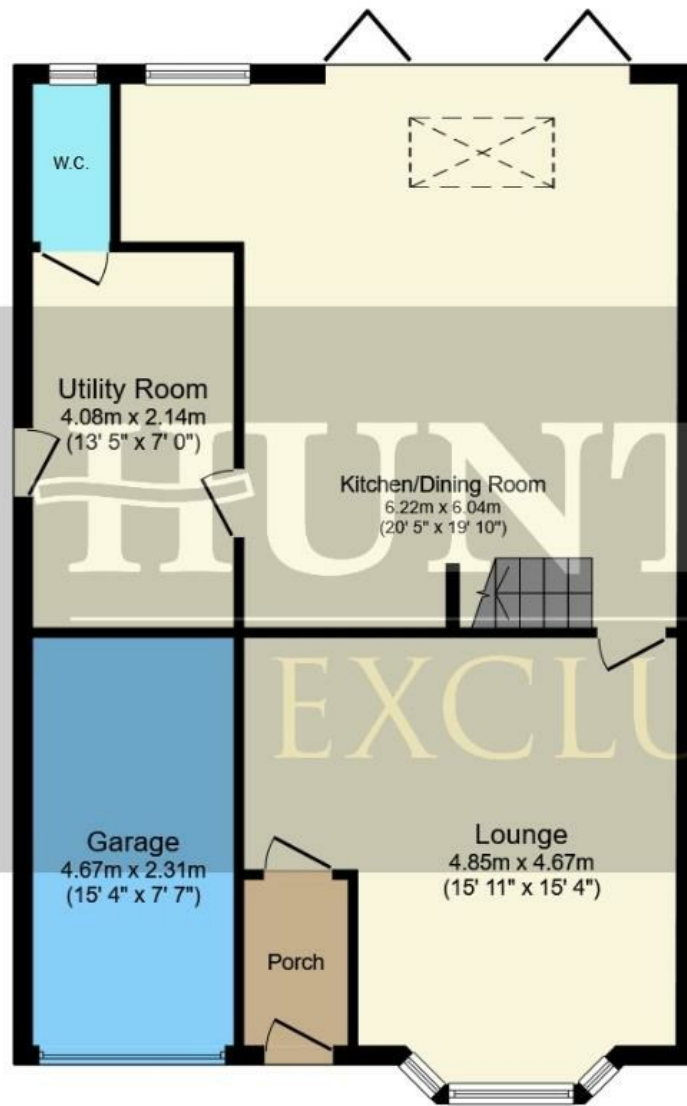 W.C.
Utility Room
4.08m x 2.14m
(13' 5" x 7' 0")
HUNT
Kitchen/Dining Room
6.22m x 6.04m
(20' 5" x 19' 10")
EXCLU
Garage
4.67m x 2.31m
(15' 4" x 7' 7")
Lounge
4.85m x 4.67m
(15' 11" x 15' 4")
Porch